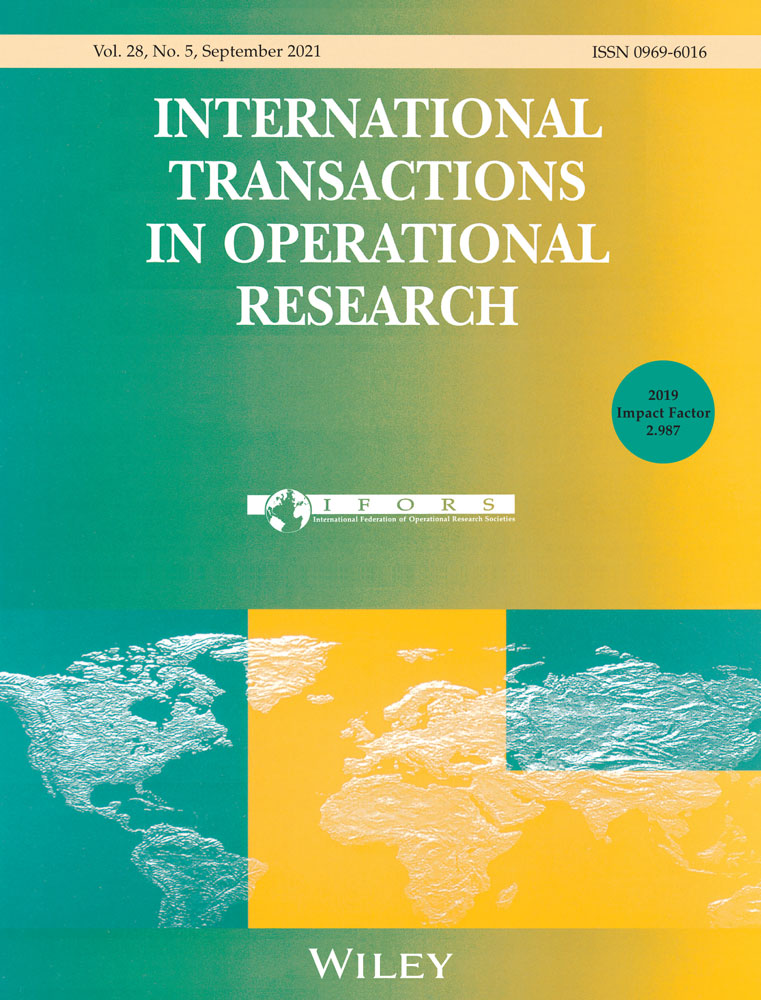 Vol. 28, No. 5, September 2021
ISSN 0969-6016
INTERNATIONAL
TRANSACTIONS
IN OPERATIONAL
RESEARCH
2019
Impact Factor
2.987
IFORS
International Federation of Operational Research Societies
WILEY